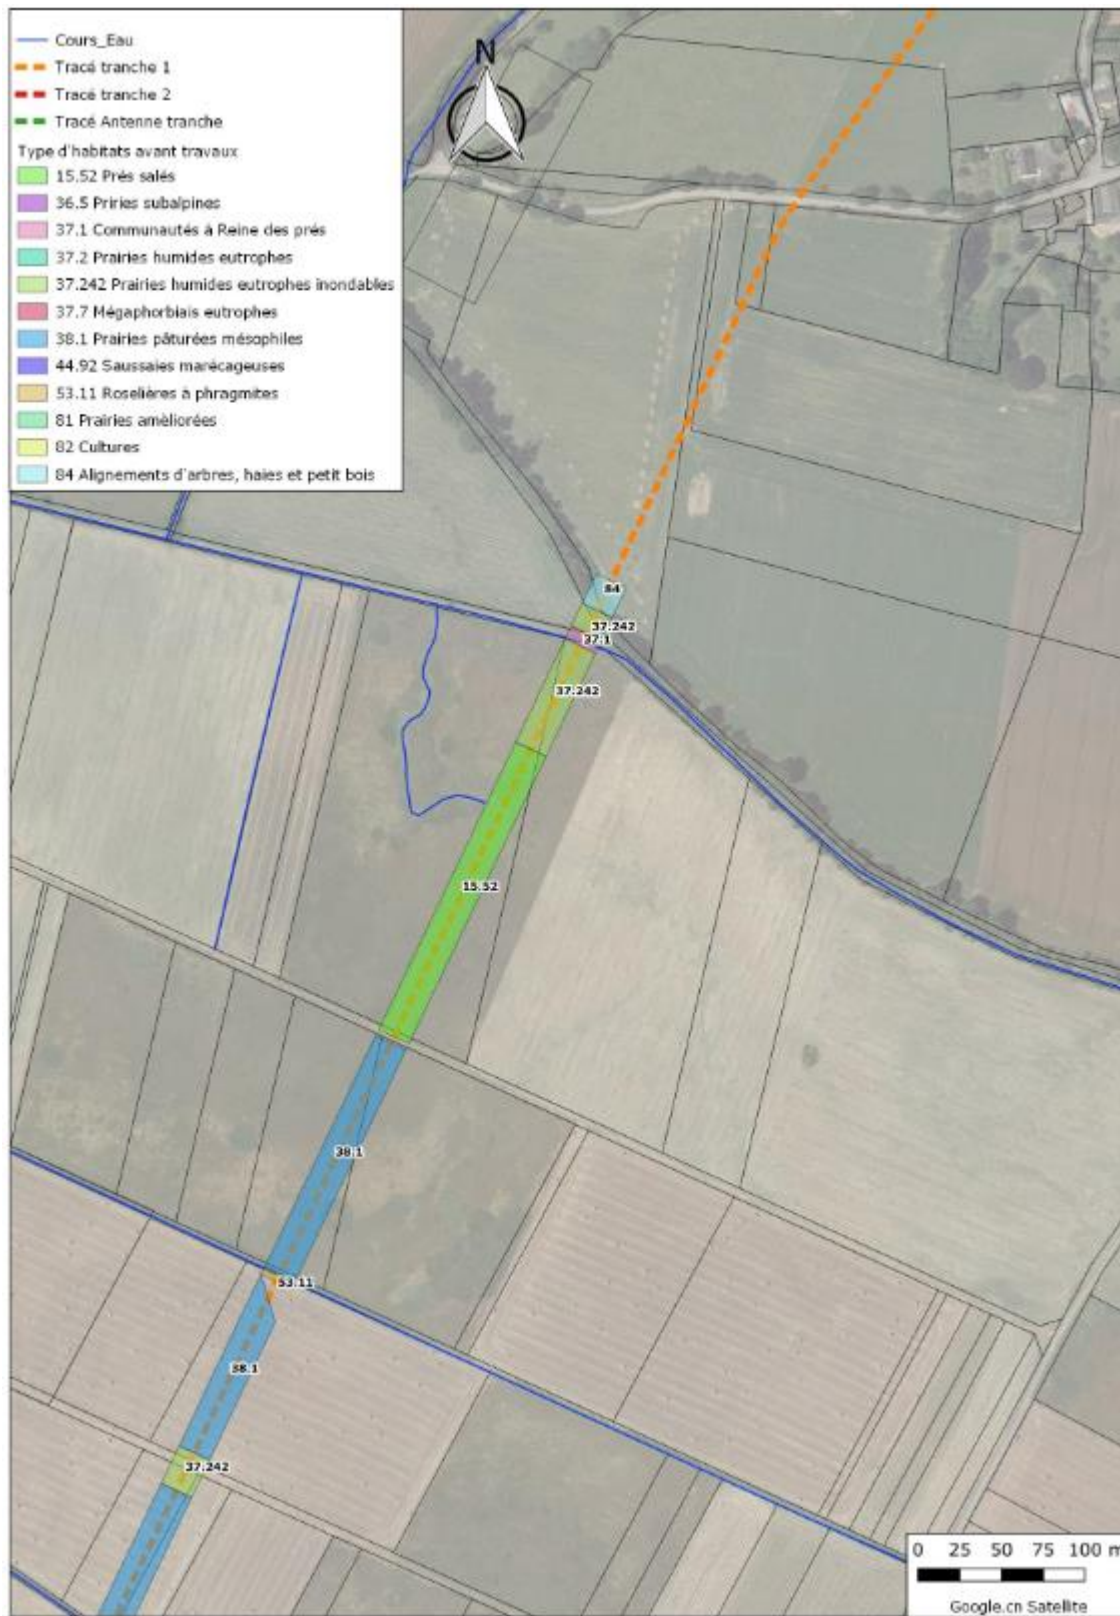 Cours_Eau
Tracé tranche 1
Tracé tranche 2
Tracé Antenne tranche
Type d'habitats avant travaux
15.52 Prés salés
36.5 Priries subalpines
37.1 Communautés à Reine des prés
37.2 Prairies humides eutrophes
37.242 Prairies humides eutrophes inondables
37.7 Mégaphorbiais eutrophes
38.1 Prairies pâturées mésophiles
44.92 Saussaies marécageuses
53.11 Roselières à phragmites
81 Prairies améliorées
82 Cultures
84 Alignements d'arbres, haies et petit bois
N
84
37.242
37.1
37.242
15.52
38.1
53.11
38.1
37.242
0 25 50 75 100 m
Google.cn Satellite